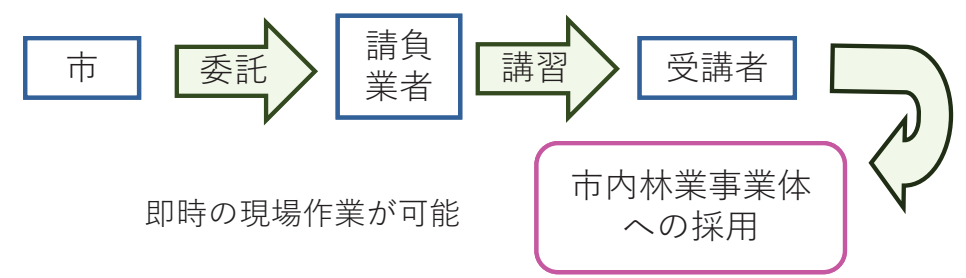 市
委託
請負
業者
講習
受講者
市内林業事業体
への採用
即時の現場作業が可能